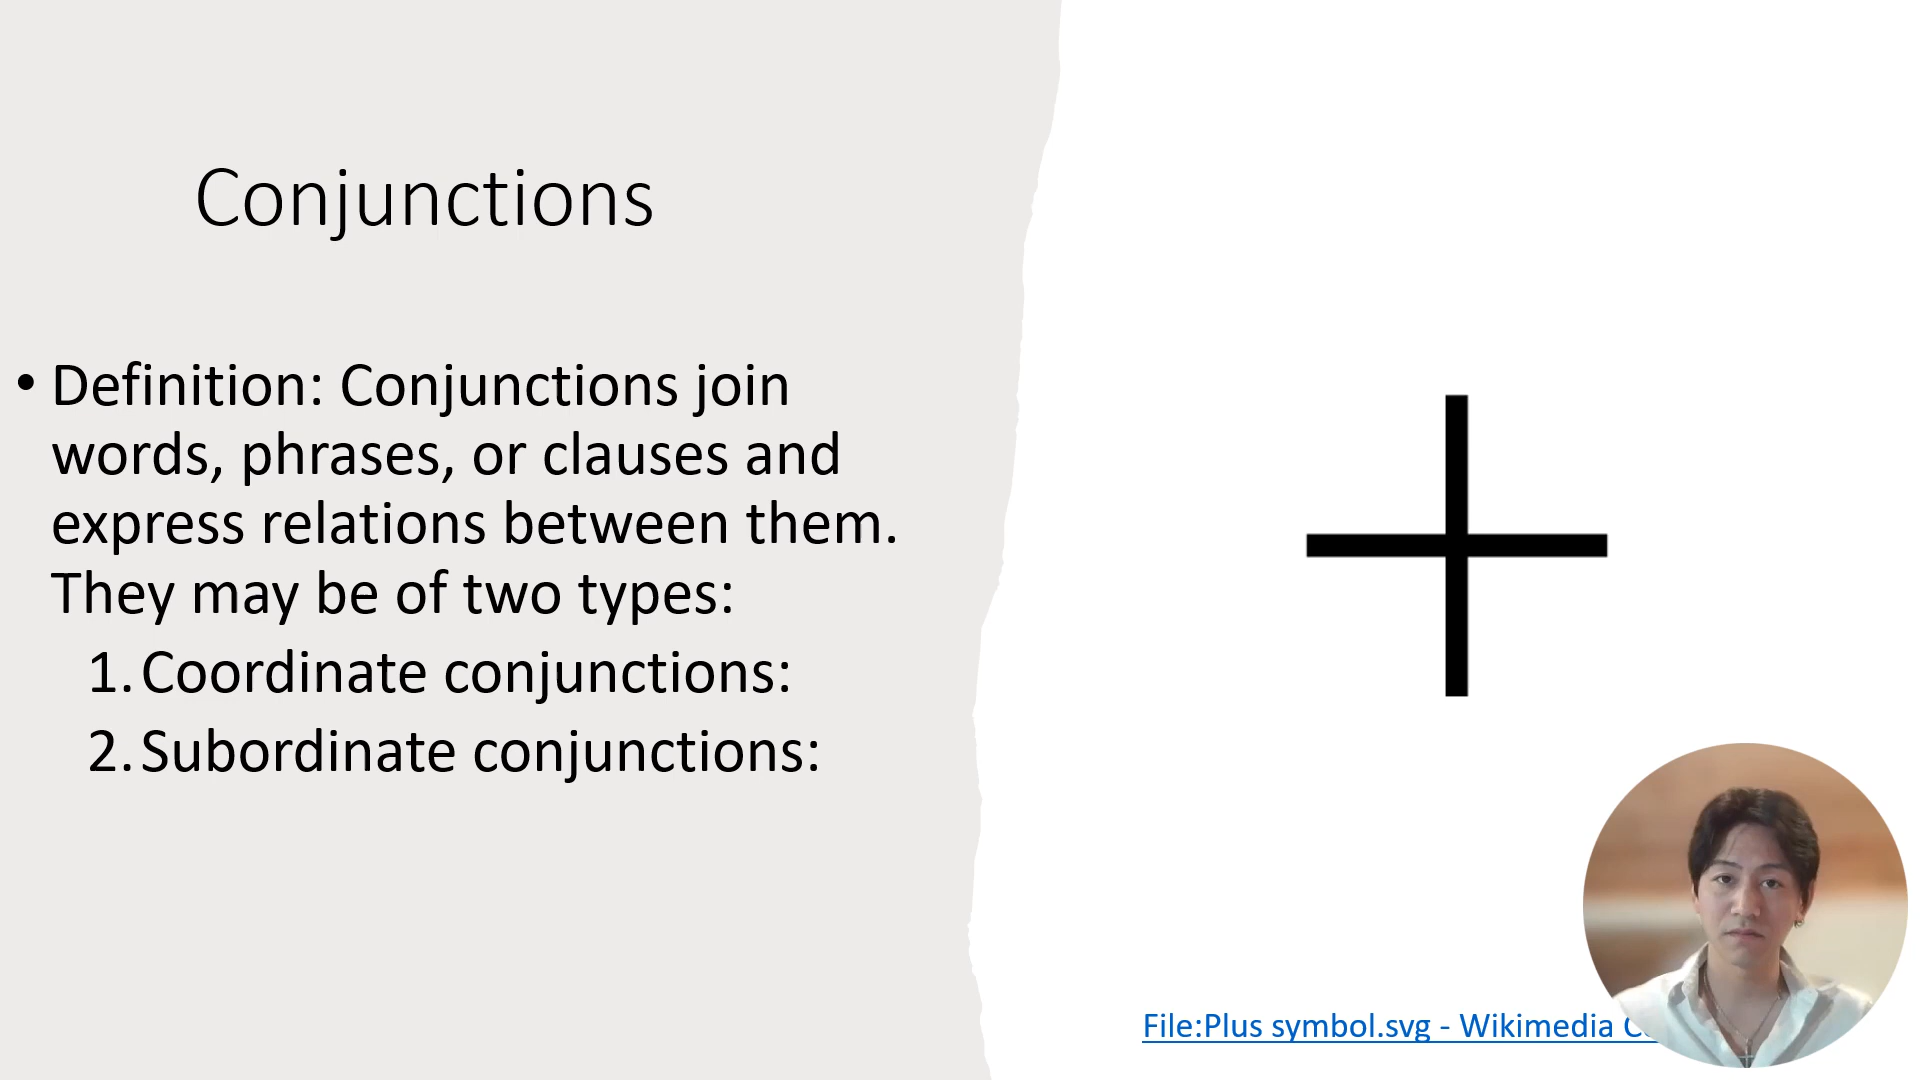 Conjunctions
• Definition: Conjunctions join
words, phrases, or clauses and
express relations between them.
They may be of two types:
1. Coordinate conjunctions:
2. Subordinate conjunctions:
File:Plus symbol.svg - Wikimedia